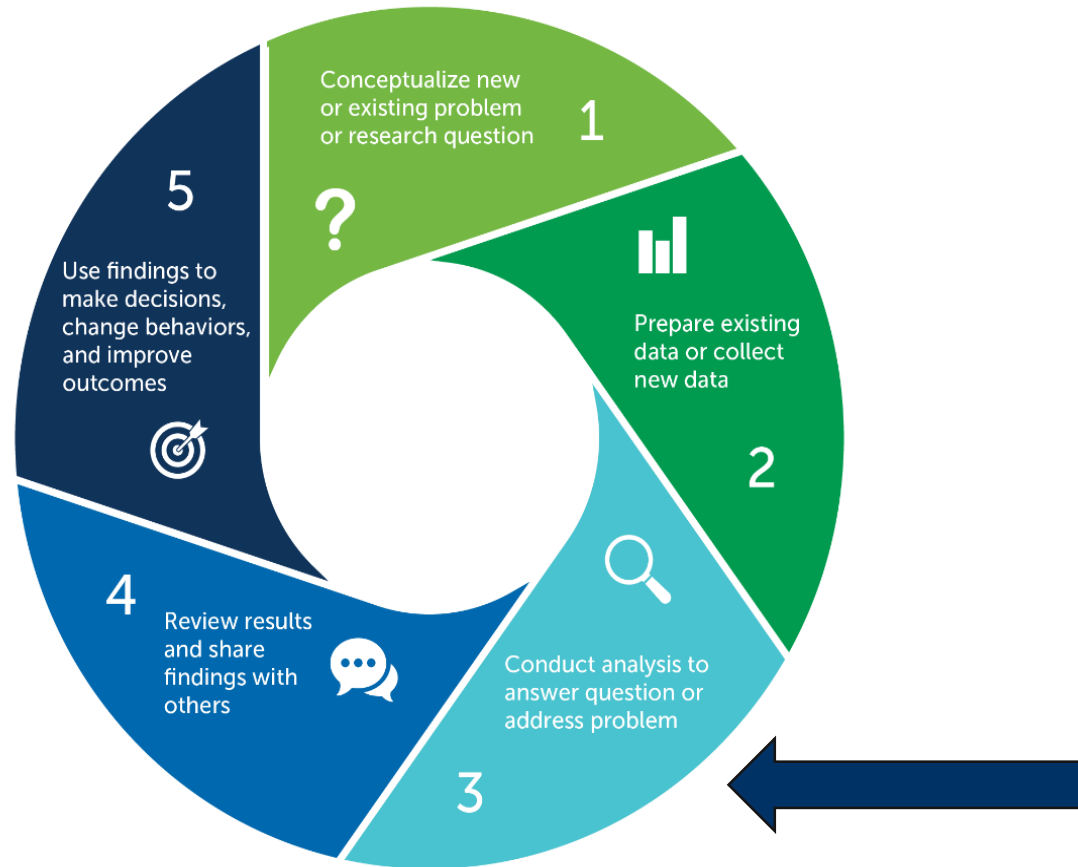 Conceptualize new
or existing problem
or research question
1
?
Prepare existing
data or collect
new data
2
Conduct analysis to
answer question or
address problem
3
4
Review results
and share
findings with
others
5
Use findings to
make decisions,
change behaviors,
and improve
outcomes